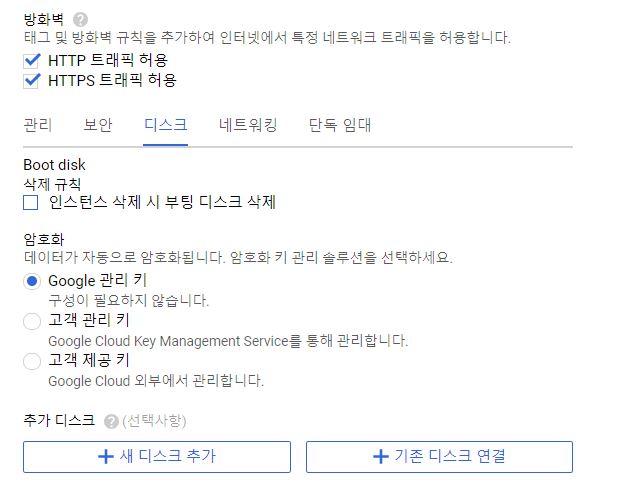 방화벽
태그 및 방화벽 규칙을 추가하여 인터넷에서 특정 네트워크 트래픽을 허용합니다.
HTTP 트래픽 허용
HTTPS 트래픽 허용
관리 보안 디스크 네트워킹 단독 임대
Boot disk
삭제 규칙
인스턴스 삭제 시 부팅 디스크 삭제
암호화
데이터가 자동으로 암호화됩니다. 암호화 키 관리 솔루션을 선택하세요.
Google 관리 키
구성이 필요하지 않습니다.
고객 관리 키
Google Cloud Key Management Service를 통해 관리합니다.
고객 제공 키
Google Cloud 외부에서 관리합니다.
추가 디스크 (선택사항)
+ 새 디스크 추가 + 기존 디스크 연결